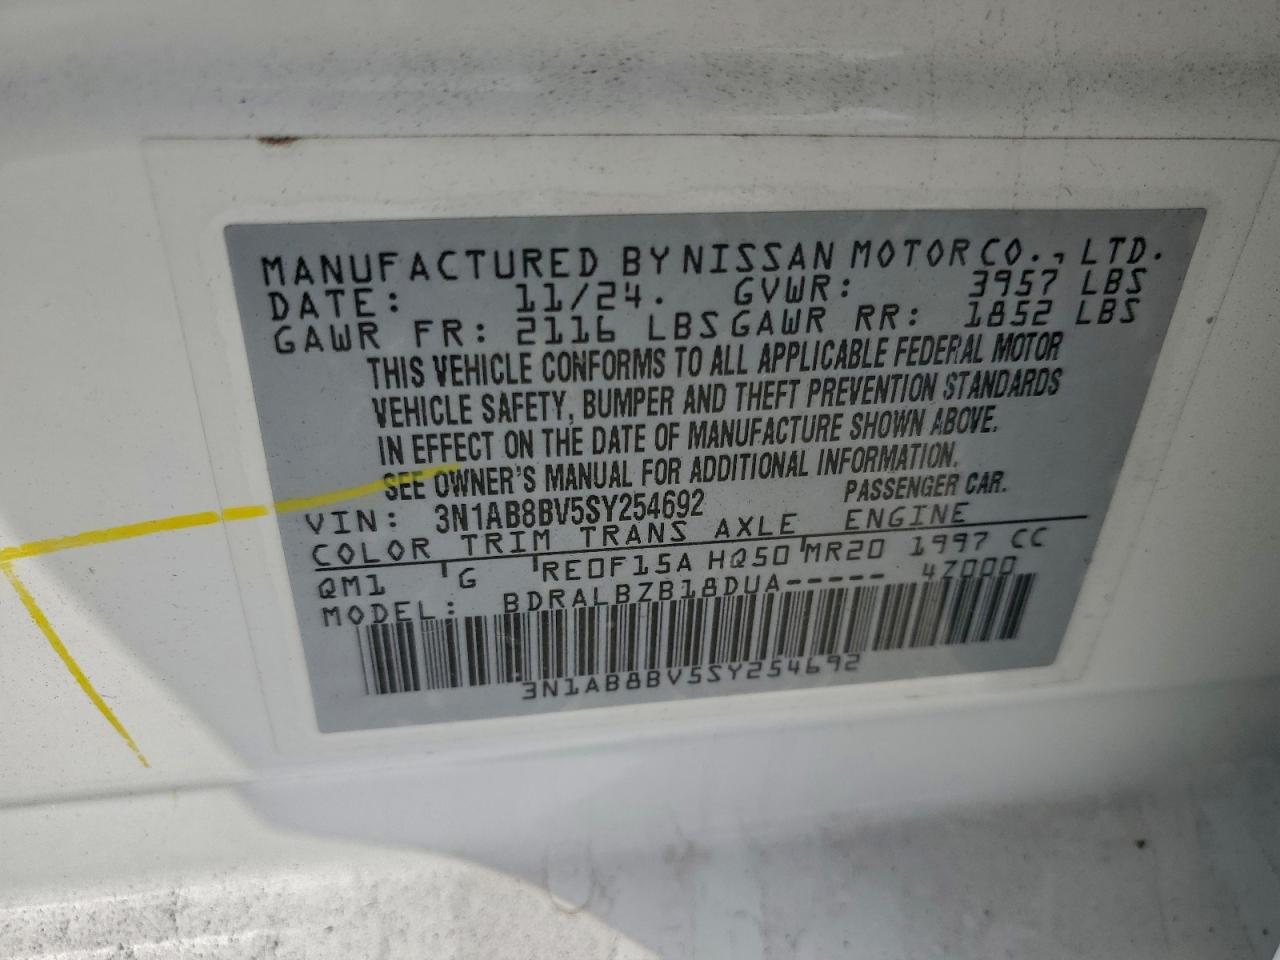 MANUFACTURED BY NISSAN MOTOR CO., LTD.
DATE: 11/24. GVWR: 3957 LBS
GAWR FR: 2116 LBS GAWR RR: 1852 LBS
THIS VEHICLE CONFORMS TO ALL APPLICABLE FEDERAL MOTOR
VEHICLE SAFETY, BUMPER AND THEFT PREVENTION STANDARDS
IN EFFECT ON THE DATE OF MANUFACTURE SHOWN ABOVE.
SEE OWNER'S MANUAL FOR ADDITIONAL INFORMATION.
VIN: 3N1AB8BV5SY254692 PASSENGER CAR.
COLOR TRIM TRANS AXLE ENGINE
QM1 G RE0F15A HQ50 MR20 1997 CC
MODEL: BDRALBZB18DUA----- 4Z000
3N1AB8BV5SY254692